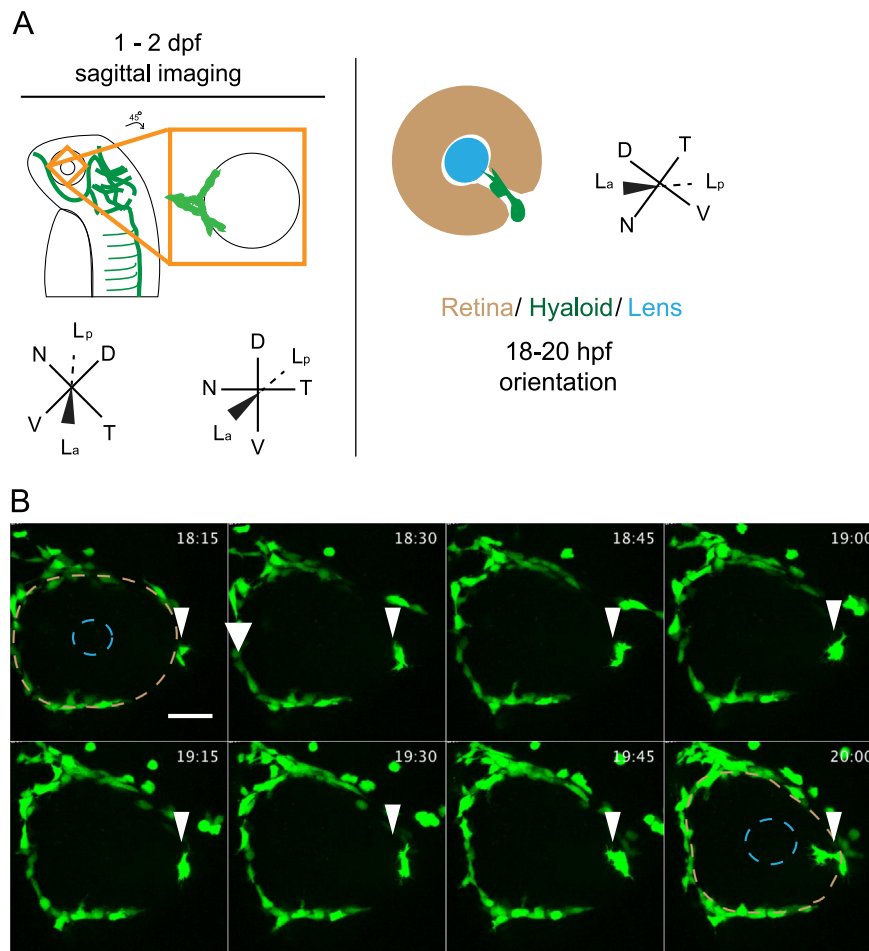 A
1 - 2 dpf
sagittal imaging
45°
D
T
La
Lp
N
V
Retina/ Hyaloid/ Lens
18-20 hpf
orientation
Lp
N
D
V
T
La
D
Lp
N
T
La
V
B
18:15
18:30
18:45
19:00
19:15
19:30
19:45
20:00